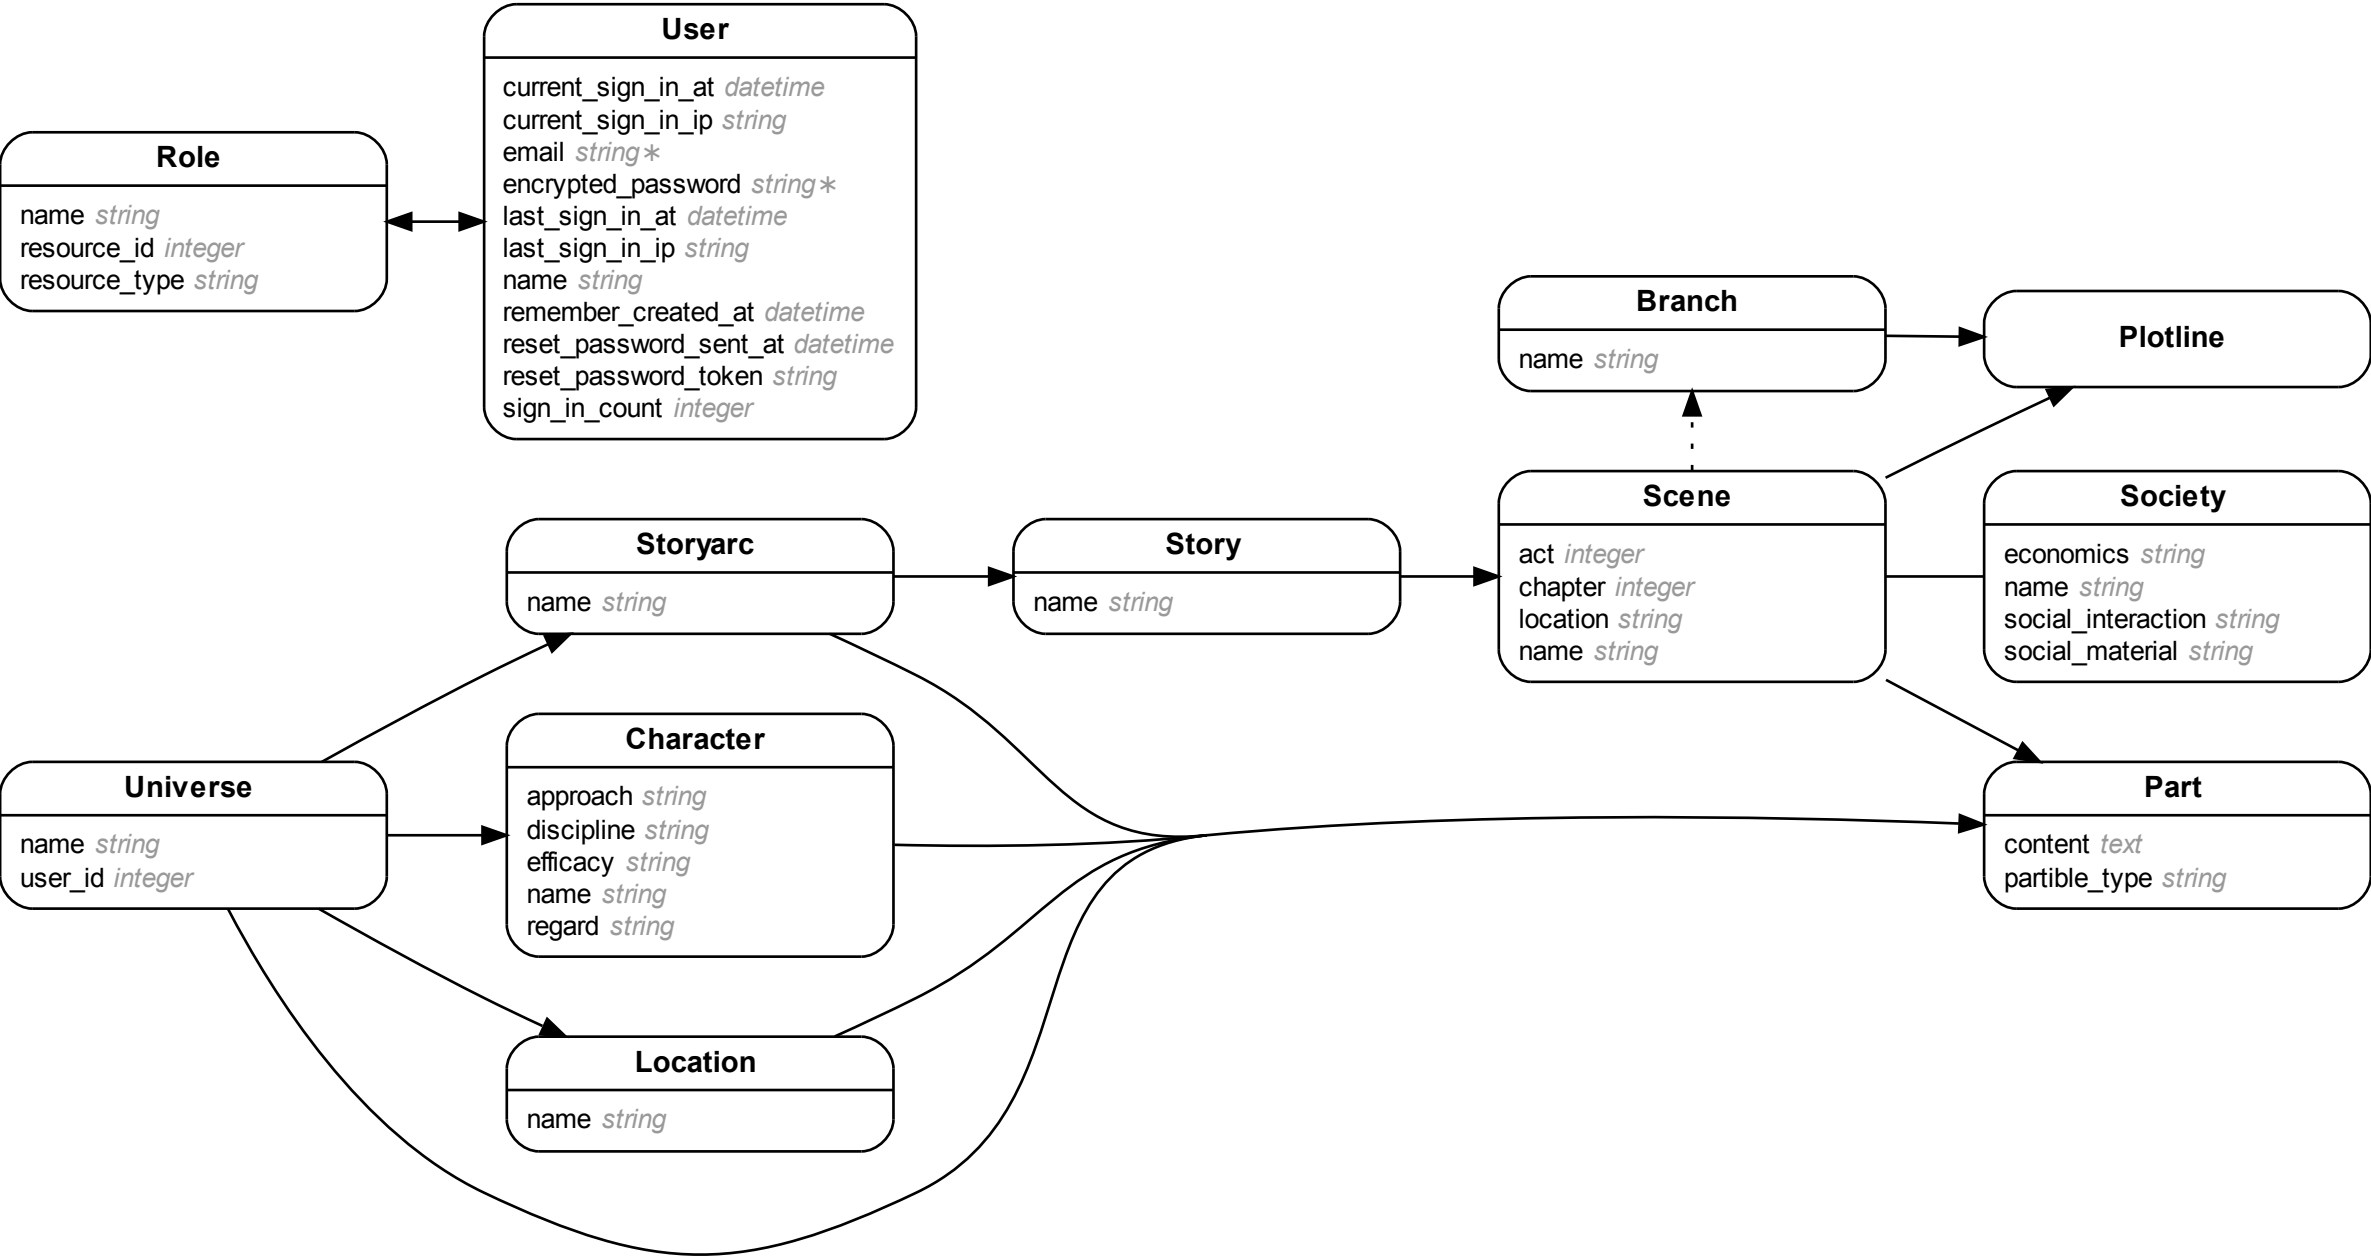 User
current_sign_in_at datetime
current_sign_in_ip string
email string*
encrypted_password string*
last_sign_in_at datetime
last_sign_in_ip string
name string
remember_created_at datetime
reset_password_sent_at datetime
reset_password_token string
sign_in_count integer
Role
name string
resource_id integer
resource_type string
Branch
name string
Plotline
Storyarc
name string
Story
name string
Scene
act integer
chapter integer
location string
name string
Society
economics string
name string
social_interaction string
social_material string
Universe
name string
user_id integer
Character
approach string
discipline string
efficacy string
name string
regard string
Part
content text
partible_type string
Location
name string